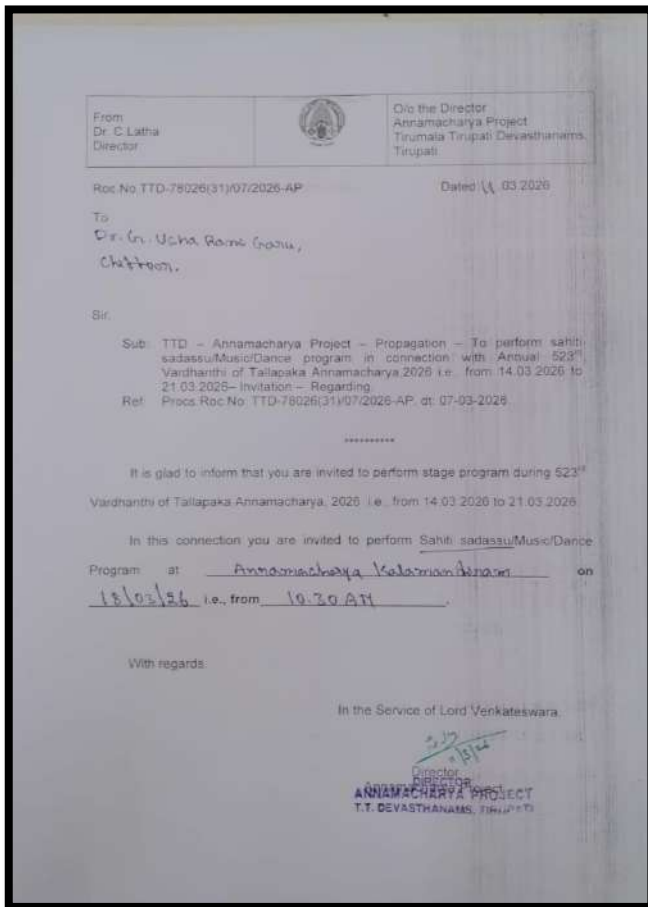 From
Dr. C.Latha
Director
O/o the Director
Annamacharya Project
Tirumala Tirupati Devasthanams,
Tirupati.
Roc.No.TTD-78026(31)/07/2026-AP
Dated:11.03.2026
To
Dr. G. Usha Rani Garu,
Chittoor.
Sir,
Sub: TTD – Annamacharya Project – Propagation – To perform sahiti
sadassu/Music/Dance program in connection with Annual 523rd
Vardhanthi of Tallapaka Annamacharya,2026 i.e., from 14.03.2026 to
21.03.2026– Invitation – Regarding.
Ref: Procs.Roc.No. TTD-78026(31)/07/2026-AP, dt: 07-03-2026.
**********
It is glad to inform that you are invited to perform stage program during 523rd
Vardhanthi of Tallapaka Annamacharya, 2026 i.e., from 14.03.2026 to 21.03.2026.
In this connection you are invited to perform Sahiti sadassu/Music/Dance
Program at Annamacharya Kalamandiram on
18/03/26 i.e., from 10.30 AM.
With regards
In the Service of Lord Venkateswara,
11/3/26
Director
Annamacharya Project
DIRECTOR
ANNAMACHARYA PROJECT
T.T. DEVASTHANAMS, TIRUPATI